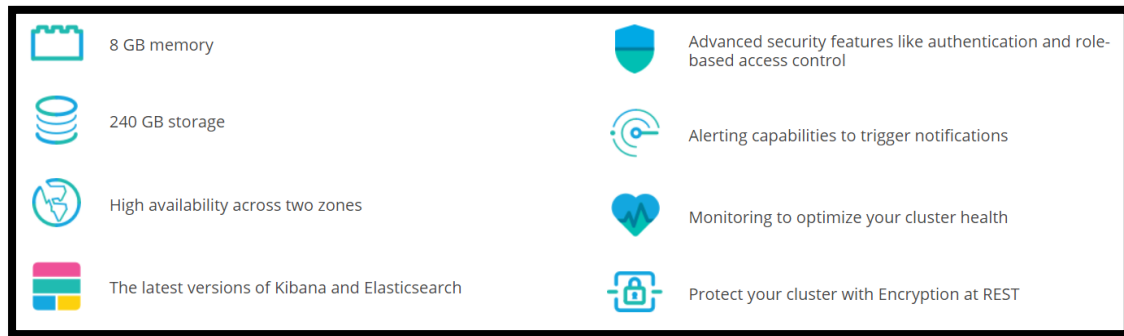 8 GB memory
240 GB storage
High availability across two zones
The latest versions of Kibana and Elasticsearch
Advanced security features like authentication and role-
based access control
Alerting capabilities to trigger notifications
Monitoring to optimize your cluster health
Protect your cluster with Encryption at REST